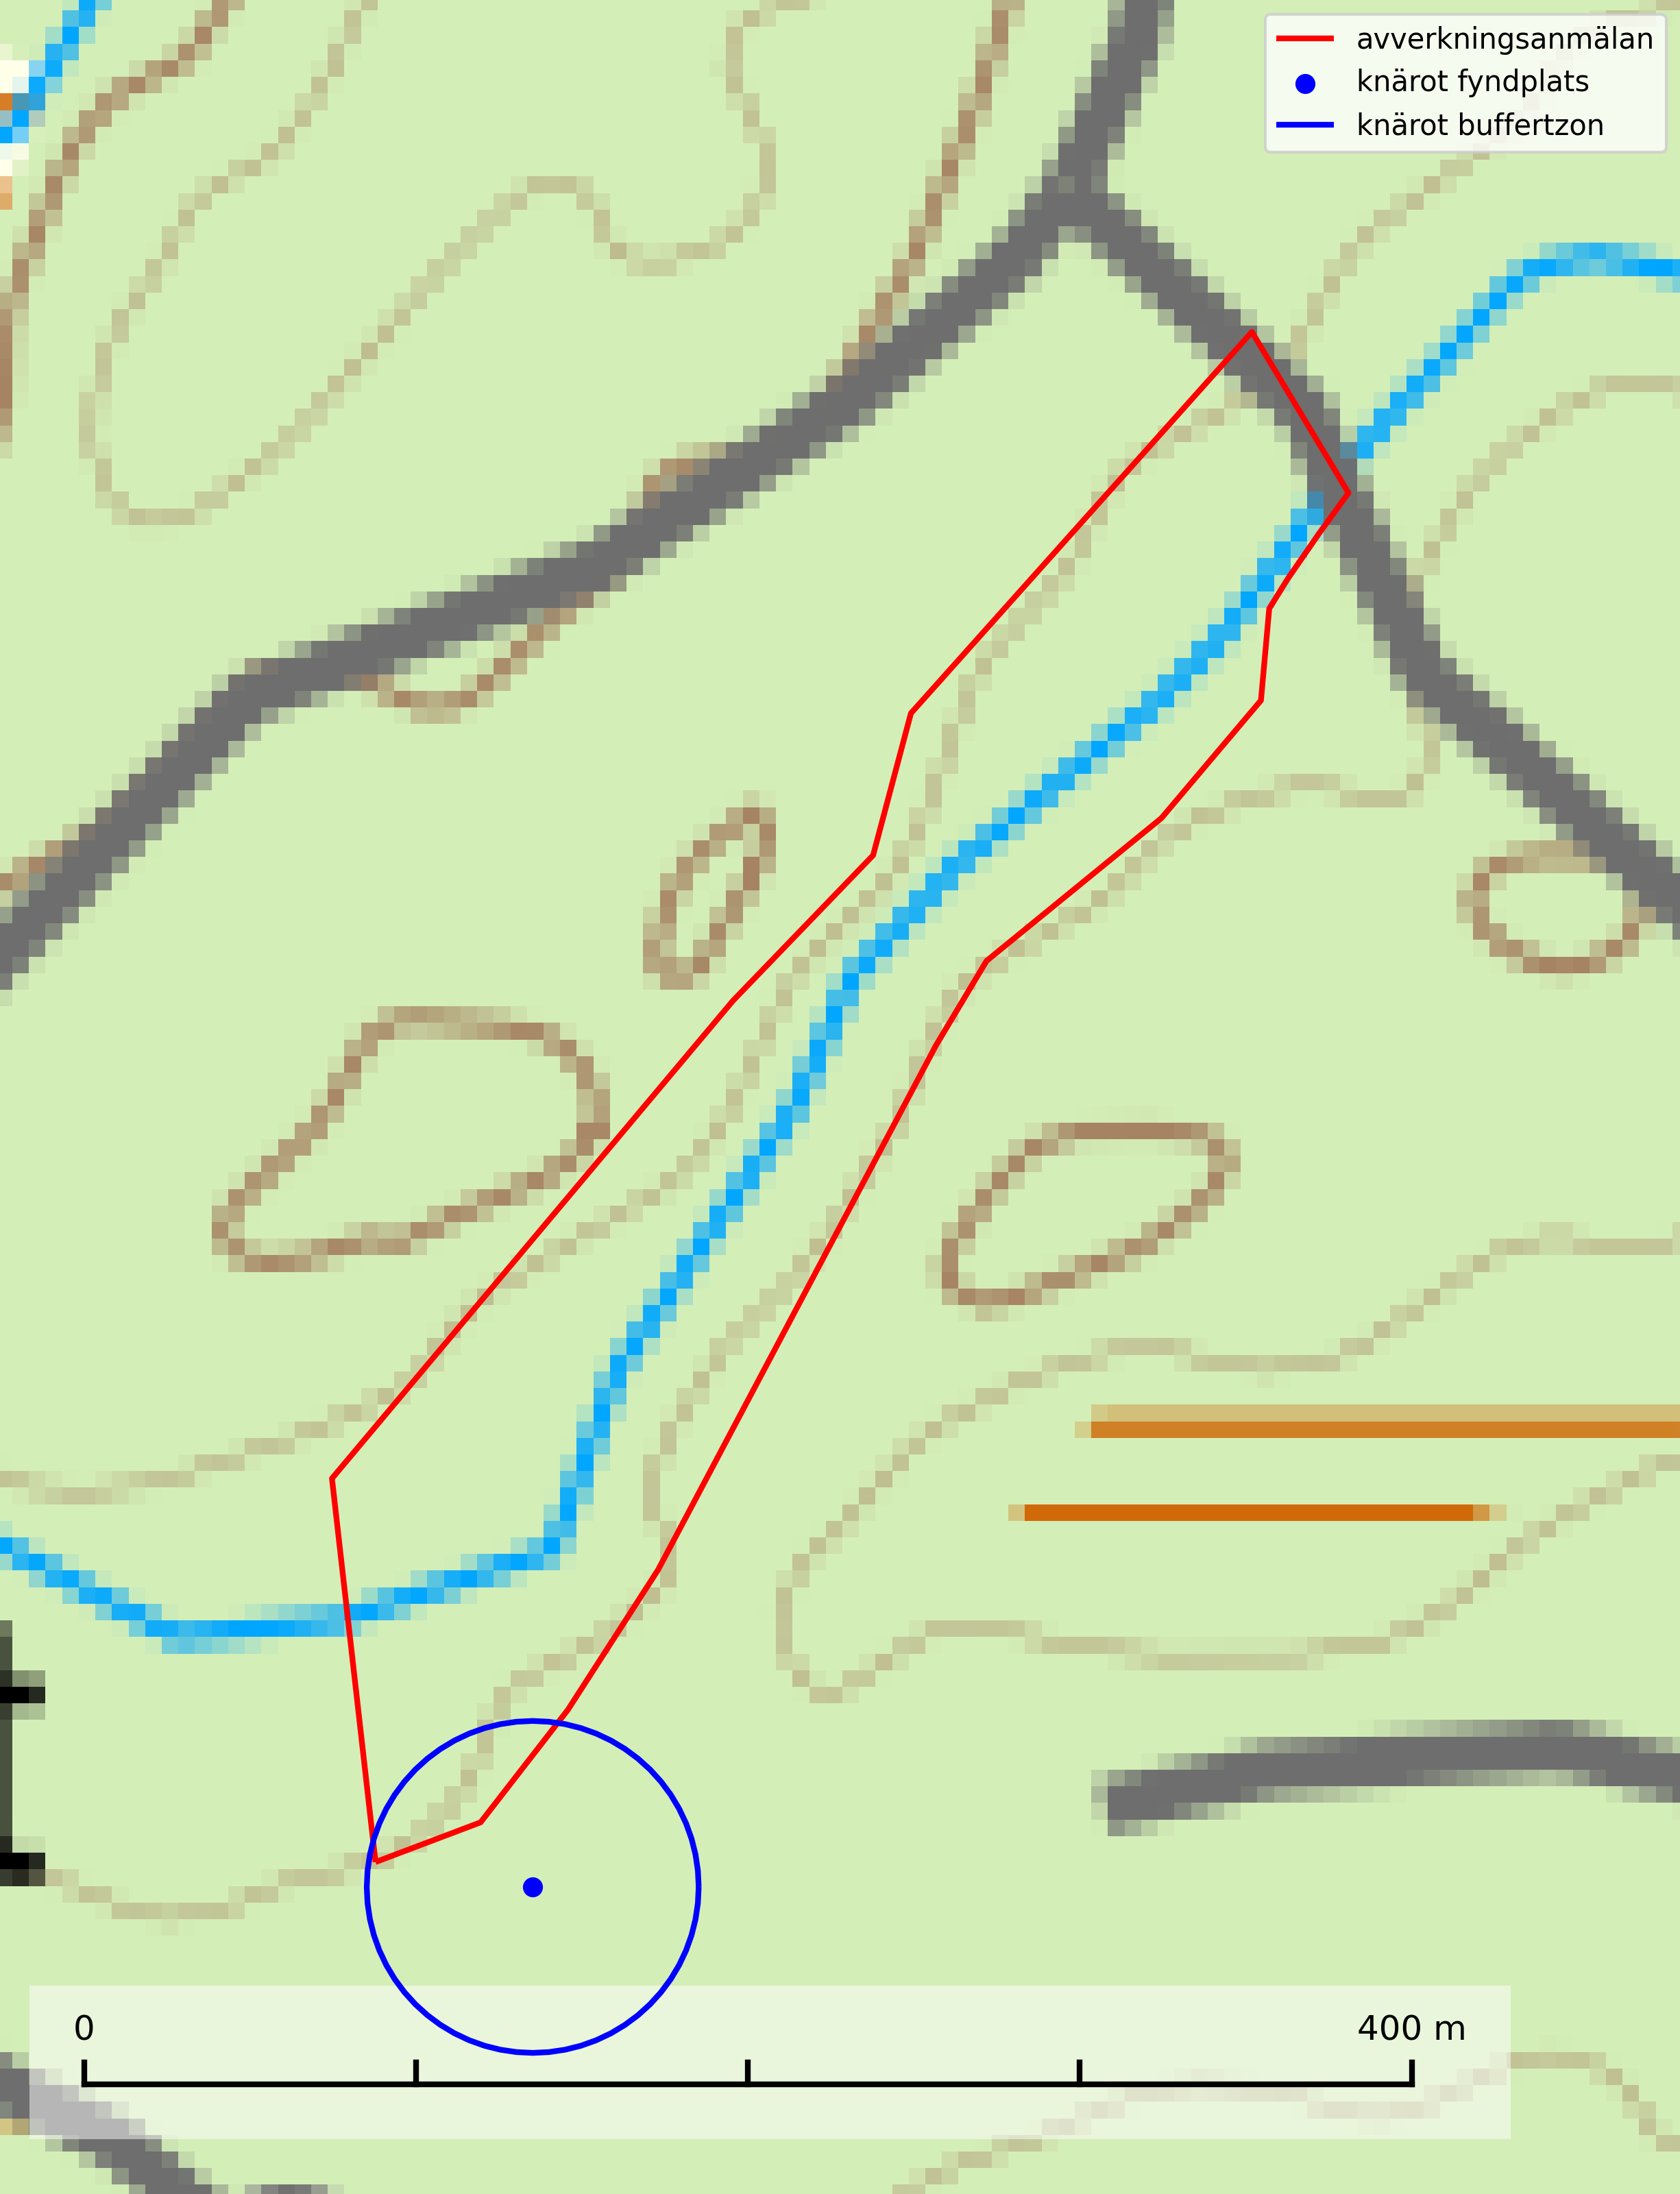 avverkningsanmälan
knärot fyndplats
knärot buffertzon
0
400 m